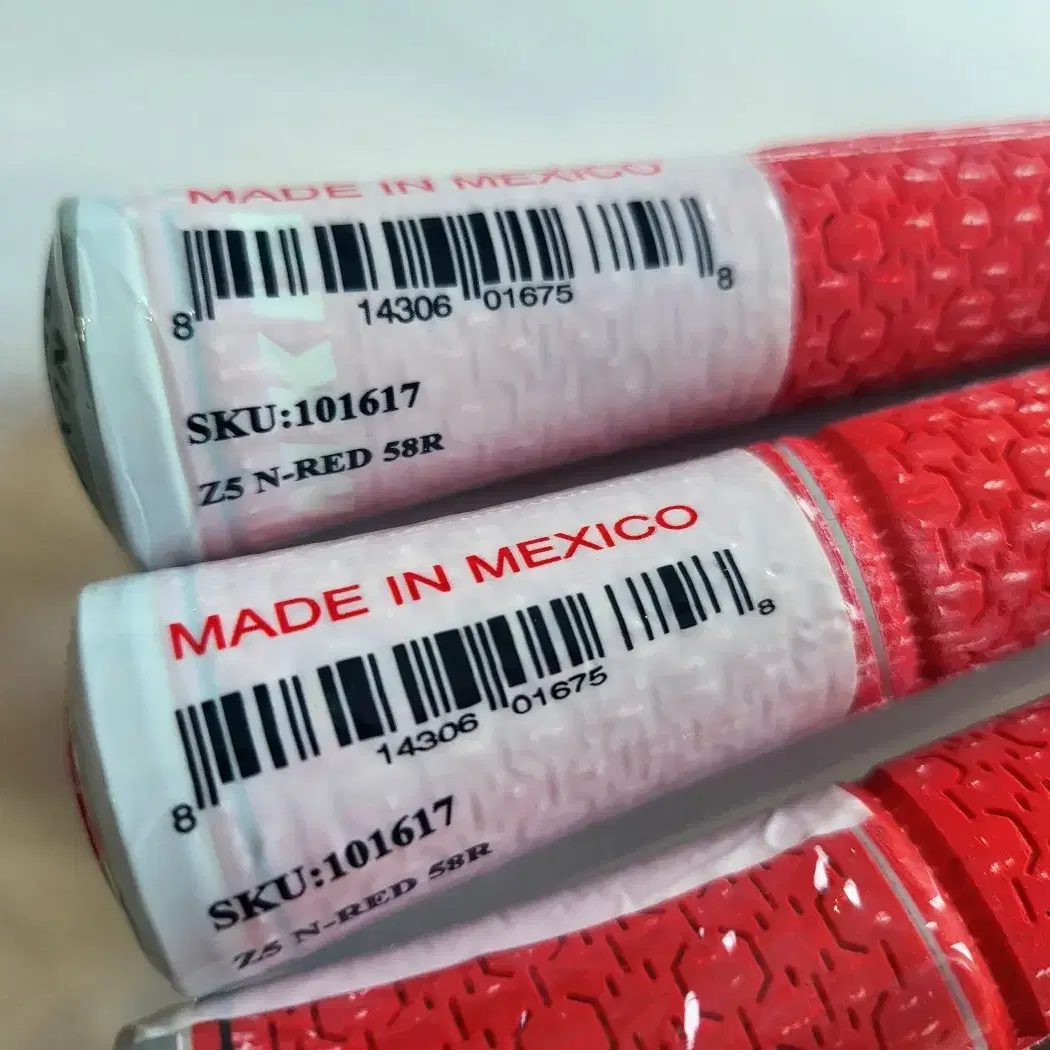 MADE IN MEXICO
8 14306 01675 8
SKU:101617
Z5 N-RED 58R
MADE IN MEXICO
8 14306 01675 8
SKU:101617
Z5 N-RED 58R